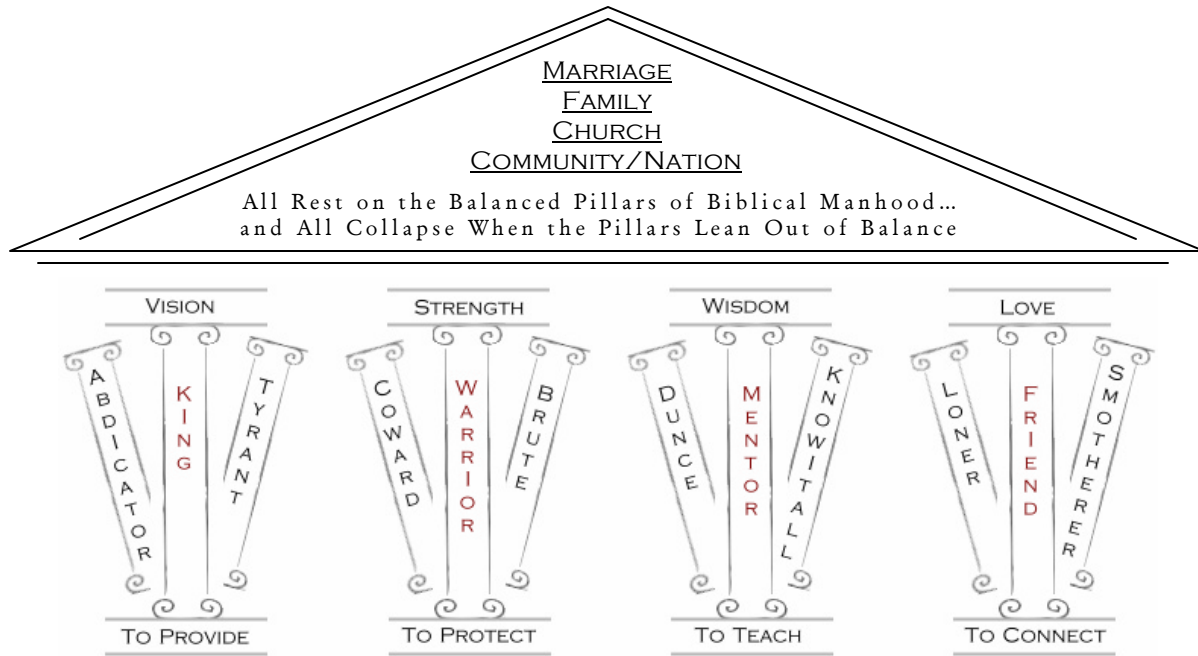 MARRIAGE
FAMILY
CHURCH
COMMUNITY/NATION
All Rest on the Balanced Pillars of Biblical Manhood…
and All Collapse When the Pillars Lean Out of Balance
VISION
ABDICATOR
KING
TYRANT
TO PROVIDE
STRENGTH
COWARD
WARRIOR
BRUTE
TO PROTECT
WISDOM
DUNCE
MENTOR
KNOWITALL
TO TEACH
LOVE
LONER
FRIEND
SMOTHERER
TO CONNECT